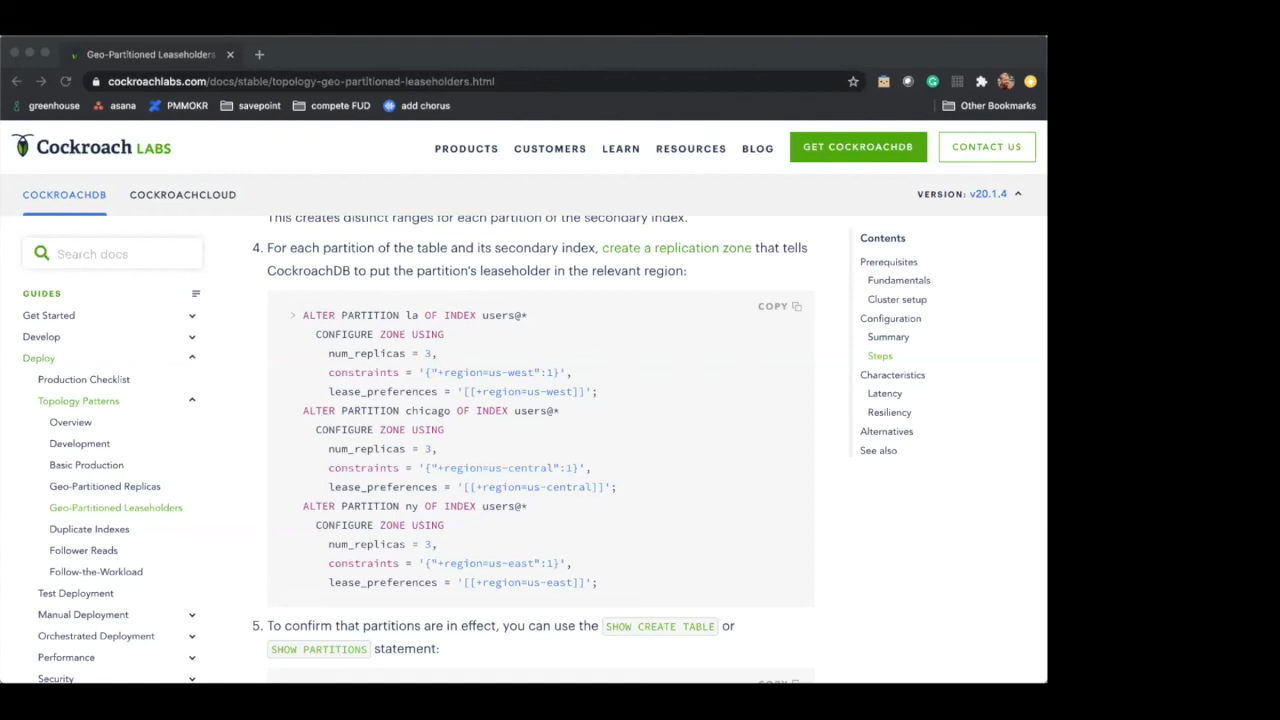 Geo-Partitioned Leaseholders
cockroachlabs.com/docs/stable/topology-geo-partitioned-leaseholders.html
greenhouse asana PMMOKR savepoint compete FUD add chorus Other Bookmarks
Cockroach LABS
PRODUCTS CUSTOMERS LEARN RESOURCES BLOG GET COCKROACHDB CONTACT US
COCKROACHDB COCKROACHCLOUD VERSION: v20.1.4
Search docs
GUIDES
Get Started
Develop
Deploy
Production Checklist
Topology Patterns
Overview
Development
Basic Production
Geo-Partitioned Replicas
Geo-Partitioned Leaseholders
Duplicate Indexes
Follower Reads
Follow-the-Workload
Test Deployment
Manual Deployment
Orchestrated Deployment
Performance
Security
This creates distinct ranges for each partition of the secondary index.
4. For each partition of the table and its secondary index, create a replication zone that tells
CockroachDB to put the partition's leaseholder in the relevant region:
COPY
> ALTER PARTITION la OF INDEX users@*
CONFIGURE ZONE USING
num_replicas = 3,
constraints = '{"+region=us-west":1}',
lease_preferences = '[[+region=us-west]]';
ALTER PARTITION chicago OF INDEX users@*
CONFIGURE ZONE USING
num_replicas = 3,
constraints = '{"+region=us-central":1}',
lease_preferences = '[[+region=us-central]]';
ALTER PARTITION ny OF INDEX users@*
CONFIGURE ZONE USING
num_replicas = 3,
constraints = '{"+region=us-east":1}',
lease_preferences = '[[+region=us-east]]';
5. To confirm that partitions are in effect, you can use the SHOW CREATE TABLE or
SHOW PARTITIONS statement:
COPY
Contents
Prerequisites
Fundamentals
Cluster setup
Configuration
Summary
Steps
Characteristics
Latency
Resiliency
Alternatives
See also